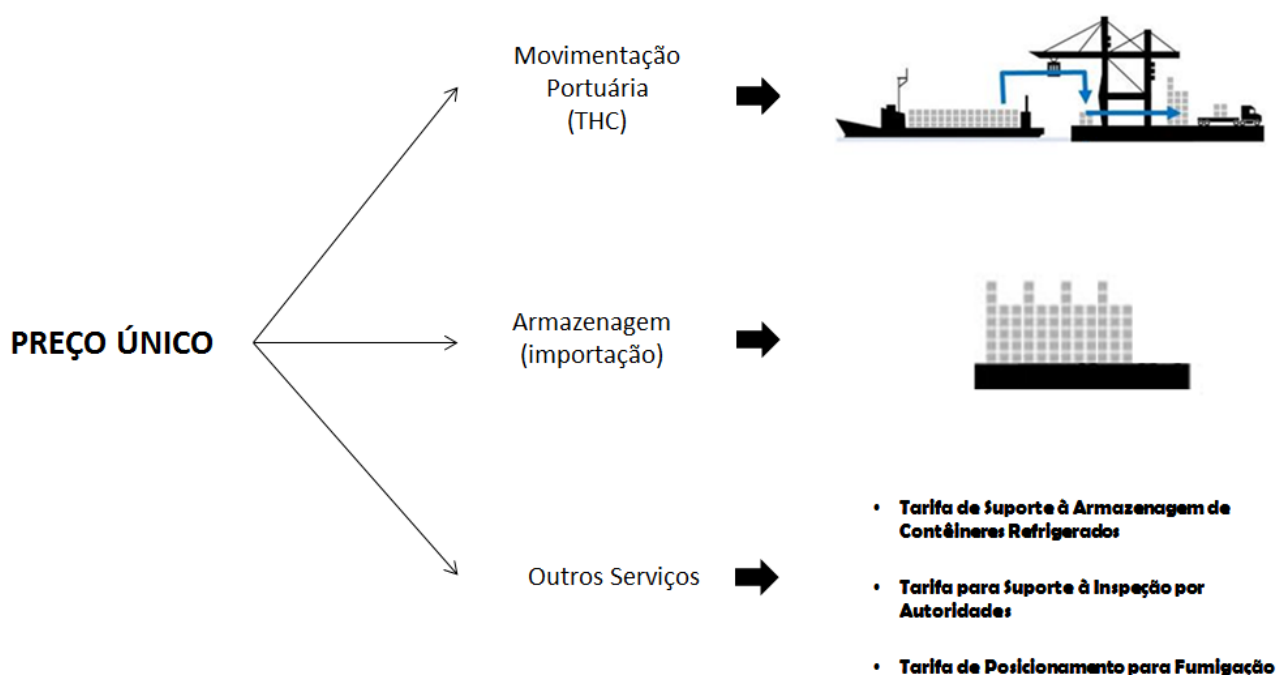 PREÇO ÚNICO
Movimentação
Portuária
(THC)
Armazenagem
(importação)
Outros Serviços
• Tarifa de Suporte à Armazenagem de
Contêineres Refrigerados
• Tarifa para Suporte à Inspeção por
Autoridades
• Tarifa de Posicionamento para Fumigação